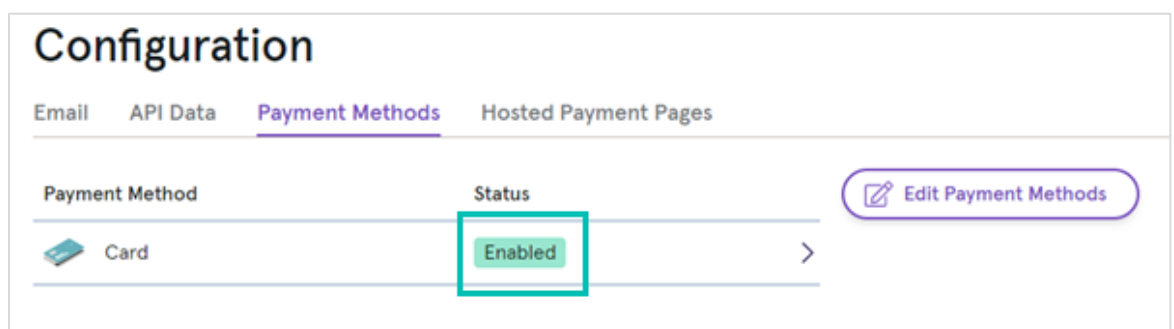 Configuration
Email API Data Payment Methods Hosted Payment Pages
Payment Method Status Edit Payment Methods
Card Enabled